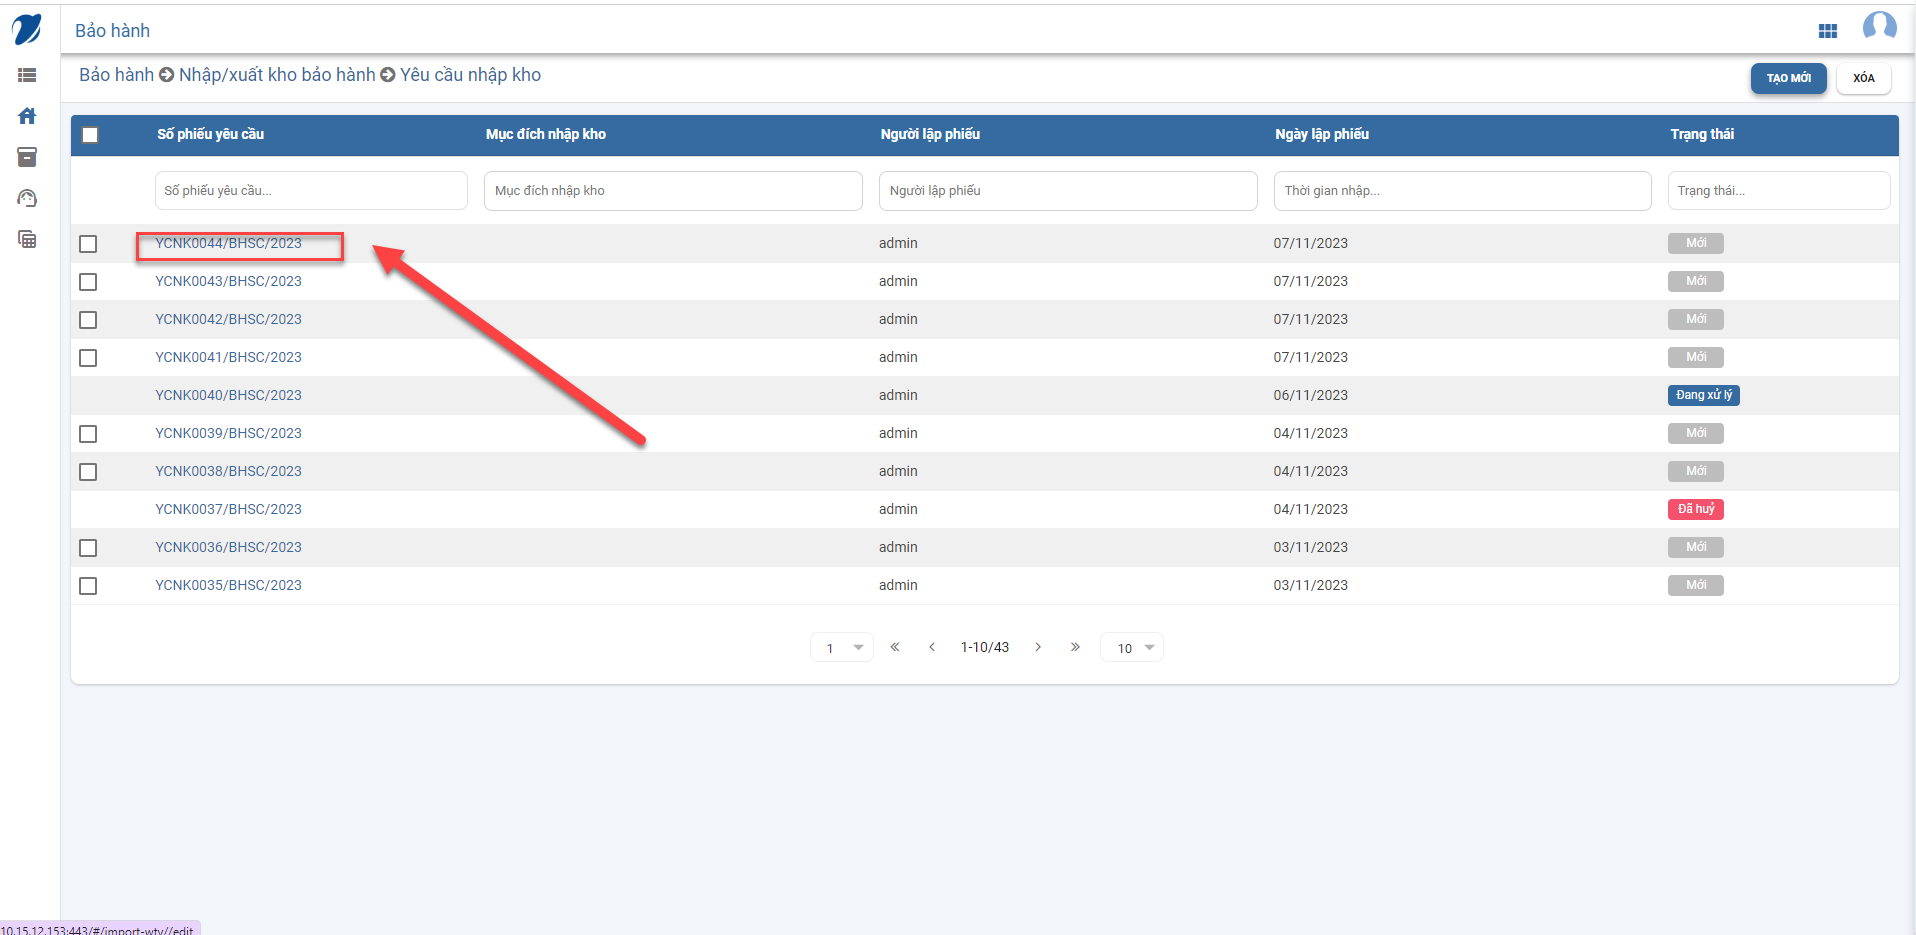 Bảo hành
Bảo hành Nhập/xuất kho bảo hành Yêu cầu nhập kho
TẠO MỚI XÓA
Số phiếu yêu cầu Mục đích nhập kho Người lập phiếu Ngày lập phiếu Trạng thái
Số phiếu yêu cầu... Mục đích nhập kho Người lập phiếu Thời gian nhập... Trạng thái...
YCNK0044/BHSC/2023 admin 07/11/2023 Mới
YCNK0043/BHSC/2023 admin 07/11/2023 Mới
YCNK0042/BHSC/2023 admin 07/11/2023 Mới
YCNK0041/BHSC/2023 admin 07/11/2023 Mới
YCNK0040/BHSC/2023 admin 06/11/2023 Đang xử lý
YCNK0039/BHSC/2023 admin 04/11/2023 Mới
YCNK0038/BHSC/2023 admin 04/11/2023 Mới
YCNK0037/BHSC/2023 admin 04/11/2023 Đã huỷ
YCNK0036/BHSC/2023 admin 03/11/2023 Mới
YCNK0035/BHSC/2023 admin 03/11/2023 Mới
1 « ‹ 1-10/43 › » 10
10.15.12.153:443/#/import-wty//edit